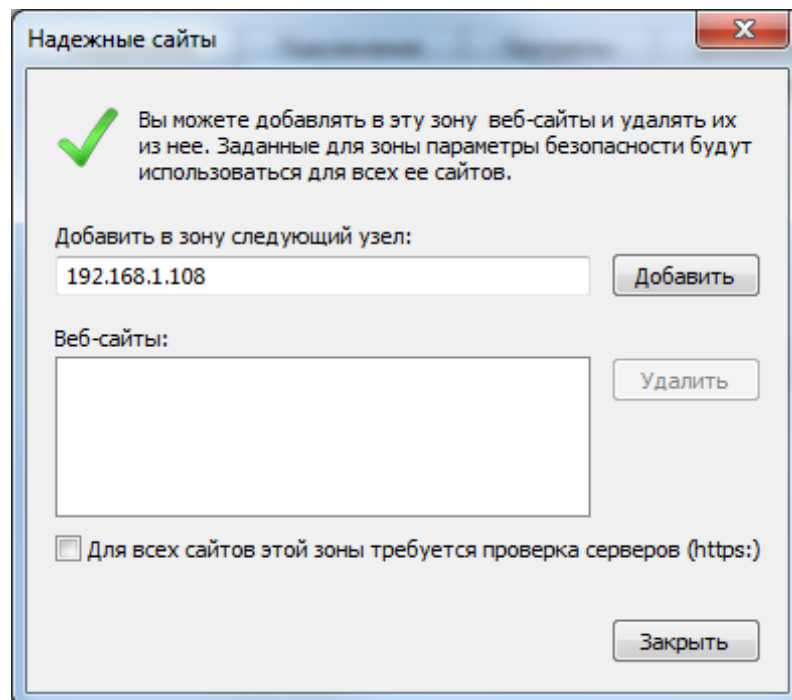 Надежные сайты
Вы можете добавлять в эту зону веб-сайты и удалять их
из нее. Заданные для зоны параметры безопасности будут
использоваться для всех ее сайтов.
Добавить в зону следующий узел:
192.168.1.108
Добавить
Веб-сайты:
Удалить
Для всех сайтов этой зоны требуется проверка серверов (https:)
Закрыть